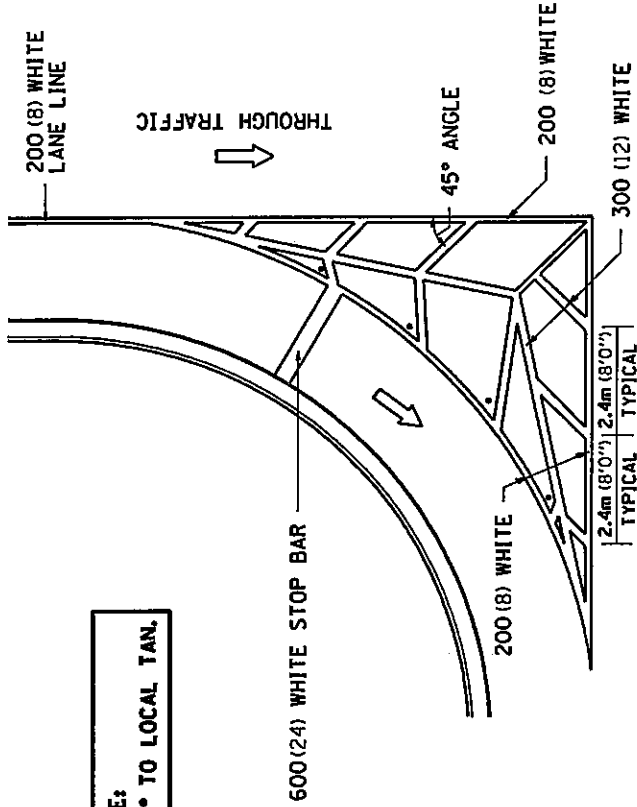 200 (8) WHITE
LANE LINE
THROUGH TRAFFIC
45° ANGLE
200 (8) WHITE
300 (12) WHITE
2.4m (8'0")
TYPICAL
2.4m (8'0")
TYPICAL
200 (8) WHITE
600(24) WHITE STOP BAR
E:
° TO LOCAL TAN.